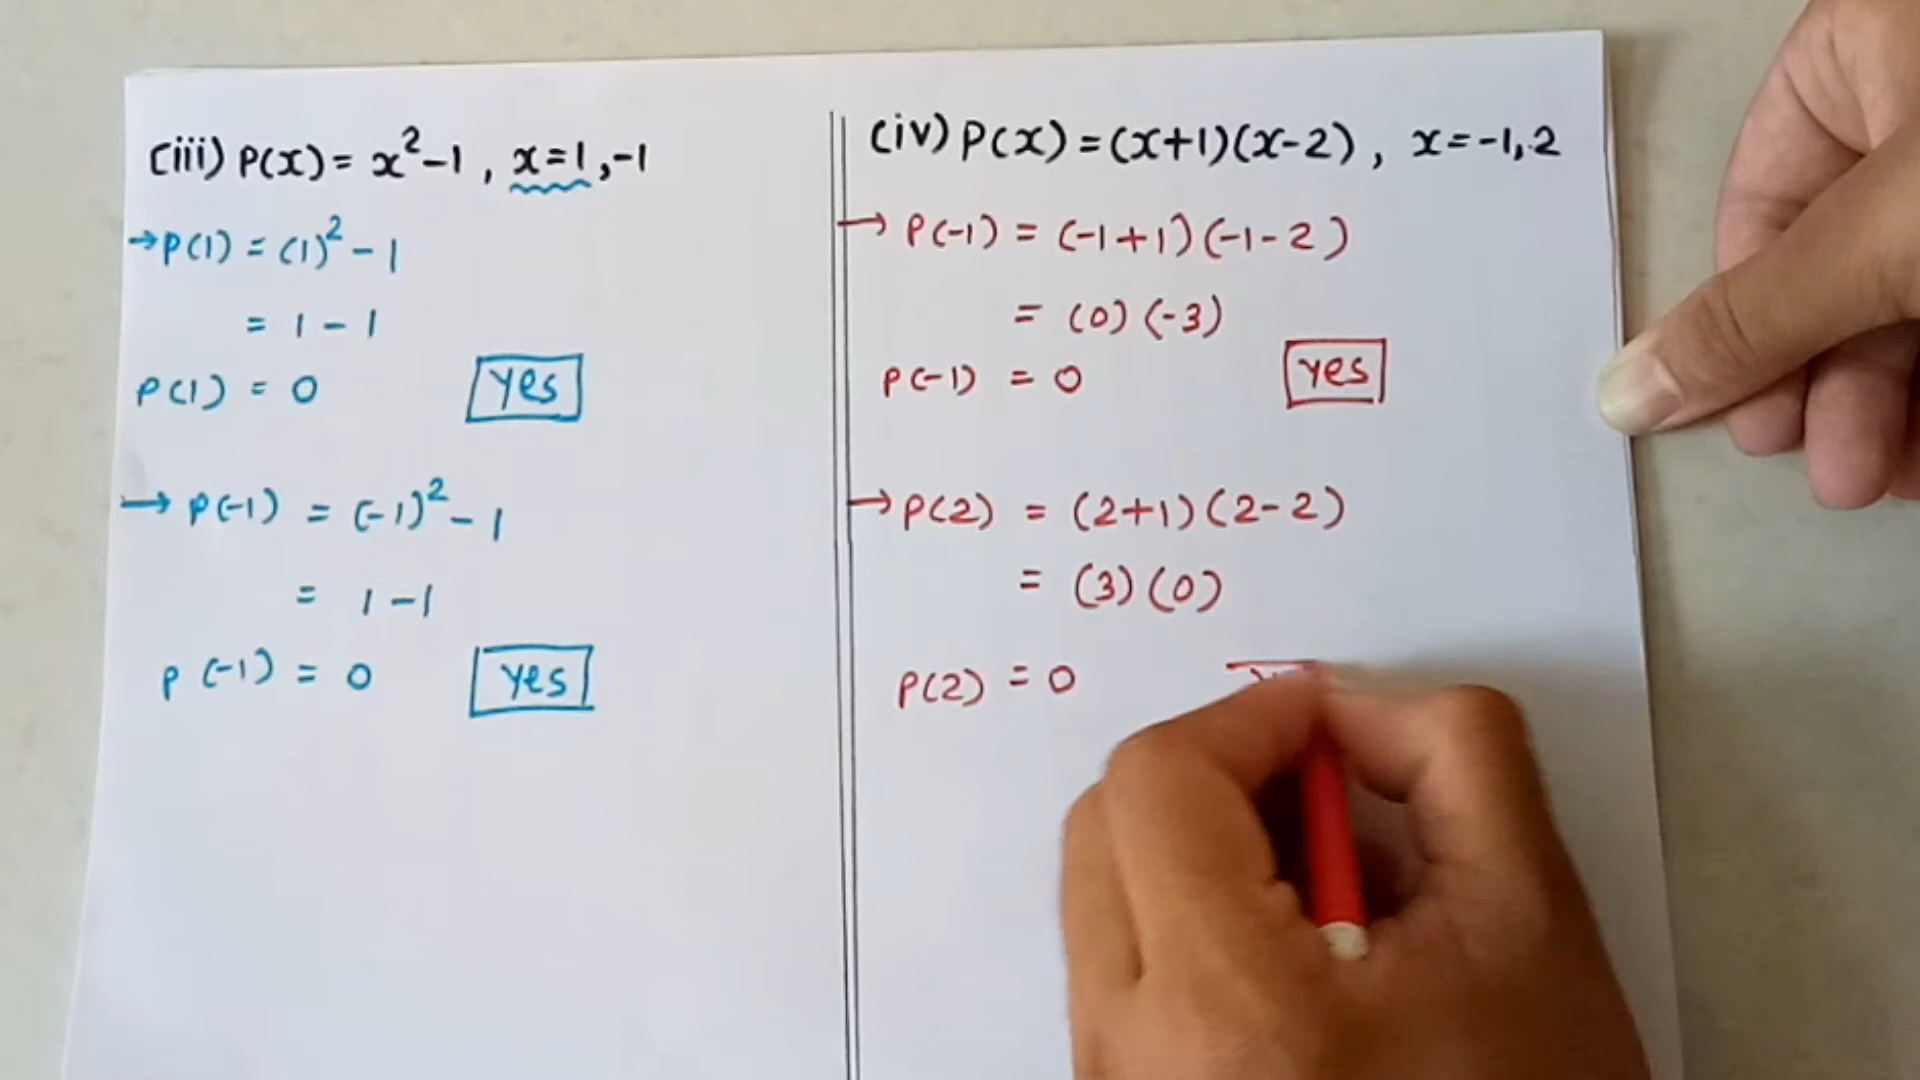 (iii) P(x) = x² - 1 , x = 1 , -1
→ P(1) = (1)² - 1
= 1 - 1
P(1) = 0 Yes
→ P(-1) = (-1)² - 1
= 1 - 1
P(-1) = 0 Yes
(iv) P(x) = (x+1)(x-2) , x = -1, 2
→ P(-1) = (-1+1)(-1-2)
= (0)(-3)
P(-1) = 0 Yes
→ P(2) = (2+1)(2-2)
= (3)(0)
P(2) = 0